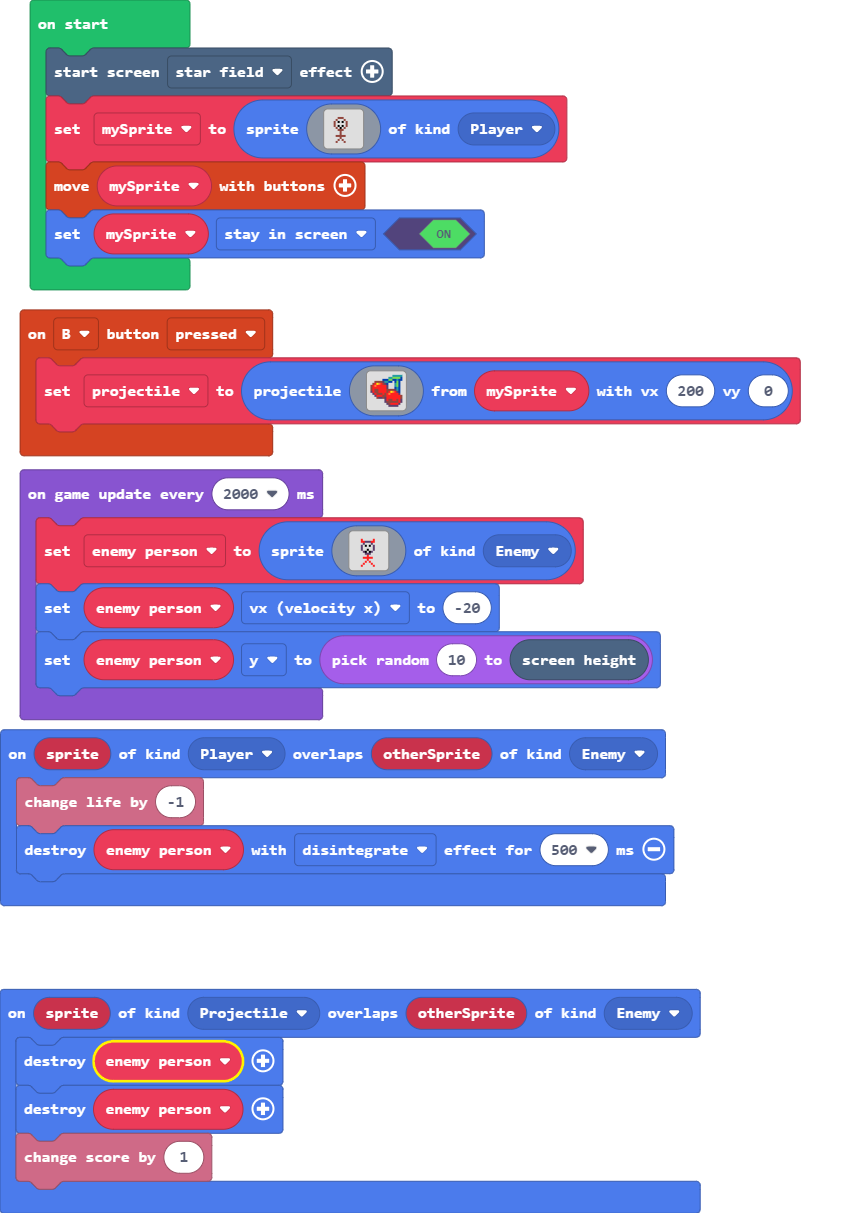 on start
start screen star field effect
set mySprite to sprite of kind Player
move mySprite with buttons
set mySprite stay in screen ON
on B button pressed
set projectile to projectile from mySprite with vx 200 vy 0
on game update every 2000 ms
set enemy person to sprite of kind Enemy
set enemy person vx (velocity x) to -20
set enemy person y to pick random 10 to screen height
on sprite of kind Player overlaps otherSprite of kind Enemy
change life by -1
destroy enemy person with disintegrate effect for 500 ms
on sprite of kind Projectile overlaps otherSprite of kind Enemy
destroy enemy person
destroy enemy person
change score by 1